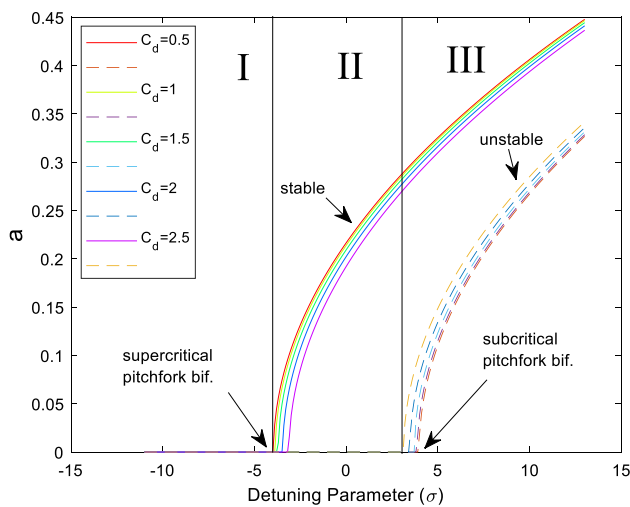 0.45
0.4
0.35
0.3
0.25
0.2
0.15
0.1
0.05
0
a
C_d=0.5
C_d=1
C_d=1.5
C_d=2
C_d=2.5
I
II
III
stable
unstable
supercritical
pitchfork bif.
subcritical
pitchfork bif.
-15 -10 -5 0 5 10 15
Detuning Parameter (σ)